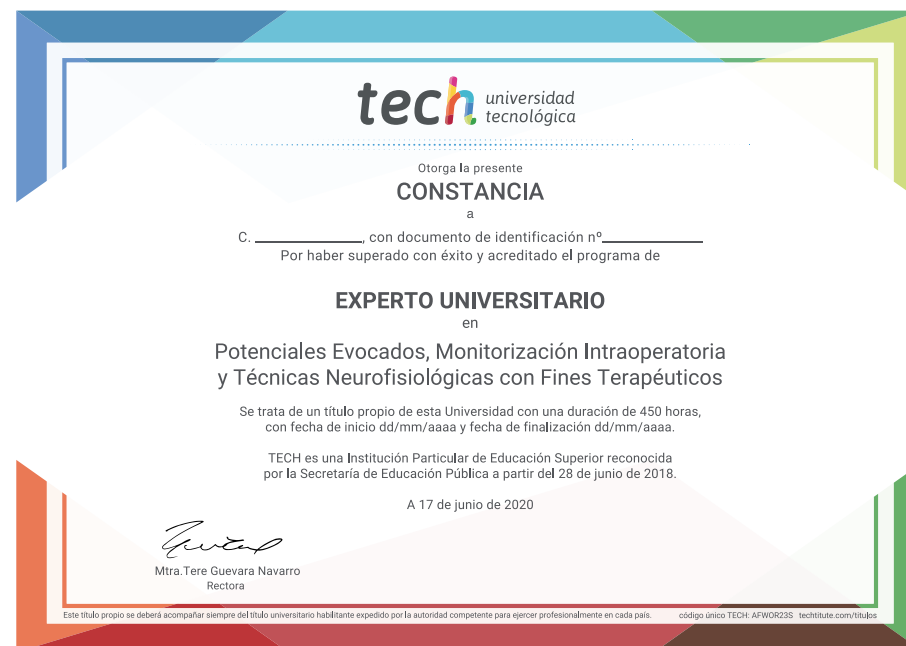 tech universidad
tecnológica
Otorga la presente
CONSTANCIA
a
C. ____________, con documento de identificación nº____________
Por haber superado con éxito y acreditado el programa de
EXPERTO UNIVERSITARIO
en
Potenciales Evocados, Monitorización Intraoperatoria
y Técnicas Neurofisiológicas con Fines Terapéuticos
Se trata de un título propio de esta Universidad con una duración de 450 horas,
con fecha de inicio dd/mm/aaaa y fecha de finalización dd/mm/aaaa.
TECH es una Institución Particular de Educación Superior reconocida
por la Secretaría de Educación Pública a partir del 28 de junio de 2018.
A 17 de junio de 2020
Mtra.Tere Guevara Navarro
Rectora
Este título propio se deberá acompañar siempre del título universitario habilitante expedido por la autoridad competente para ejercer profesionalmente en cada país. código único TECH: AFWOR23S techtitute.com/titulos